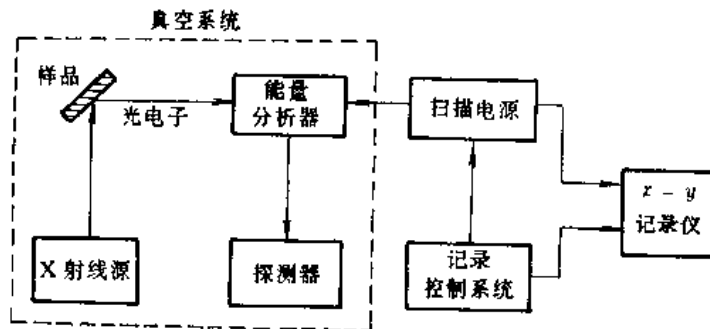 真空系统
样品
光电子
能量
分析器
扫描电源
x - y
记录仪
X射线源
探测器
记录
控制系统